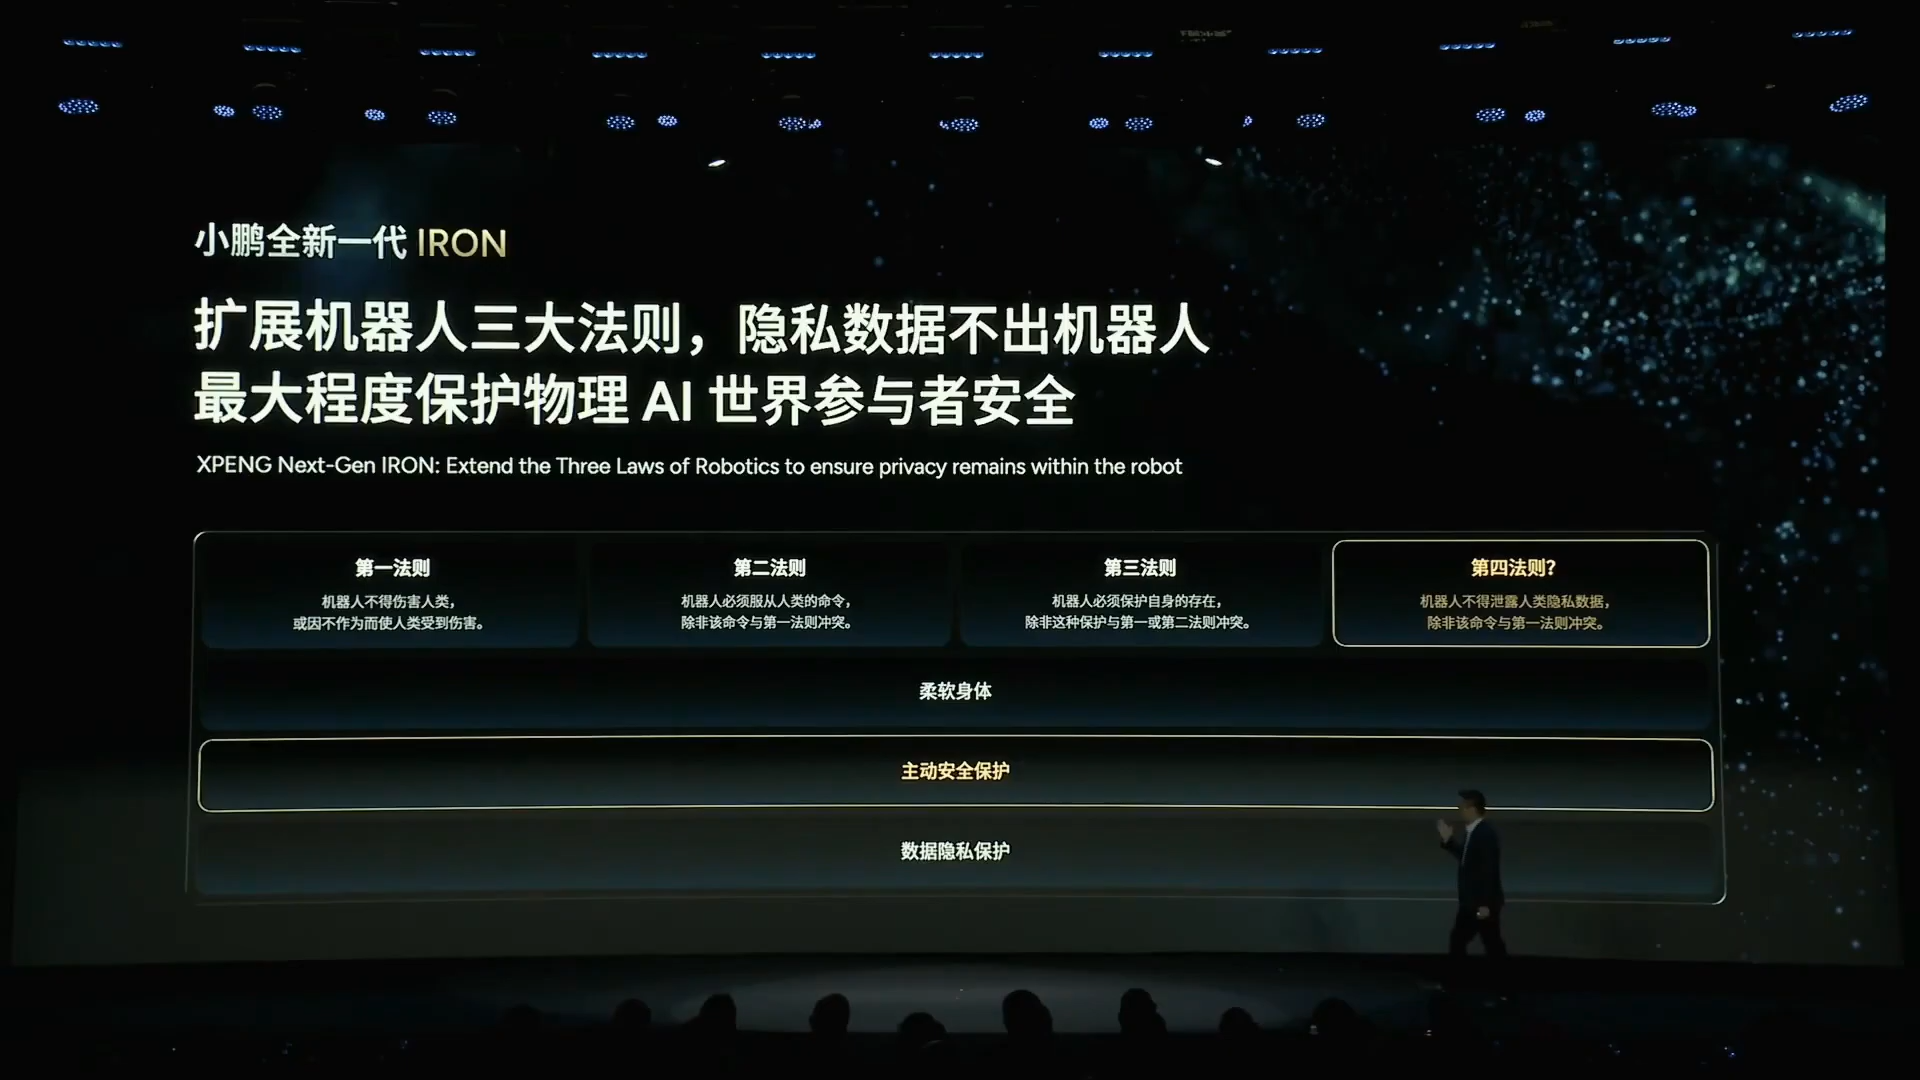 小鹏全新一代 IRON
扩展机器人三大法则，隐私数据不出机器人
最大程度保护物理 AI 世界参与者安全
XPENG Next-Gen IRON: Extend the Three Laws of Robotics to ensure privacy remains within the robot
第一法则
机器人不得伤害人类，
或因不作为而使人类受到伤害。
第二法则
机器人必须服从人类的命令，
除非该命令与第一法则冲突。
第三法则
机器人必须保护自身的存在，
除非这种保护与第一或第二法则冲突。
第四法则？
机器人不得泄露人类隐私数据，
除非该命令与第一法则冲突。
柔软身体
主动安全保护
数据隐私保护